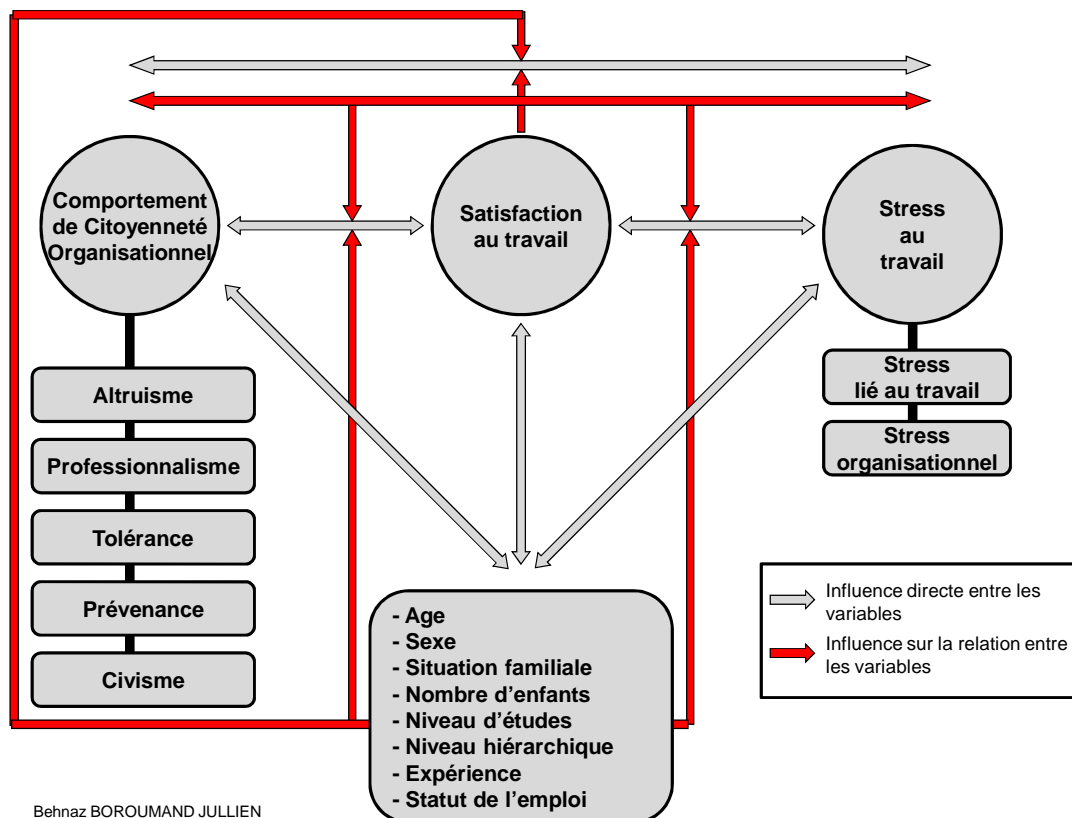 Comportement
de Citoyenneté
Organisationnel
Satisfaction
au travail
Stress
au
travail
Altruisme
Professionnalisme
Tolérance
Prévenance
Civisme
Stress
lié au travail
Stress
organisationnel
- Age
- Sexe
- Situation familiale
- Nombre d'enfants
- Niveau d'études
- Niveau hiérarchique
- Expérience
- Statut de l'emploi
Influence directe entre les
variables
Influence sur la relation entre
les variables
Behnaz BOROUMAND JULLIEN